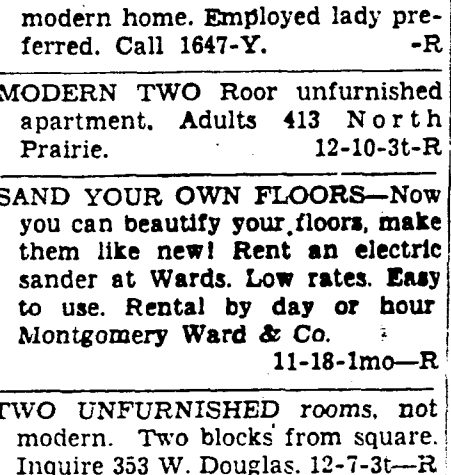 modern home. Employed lady pre-
ferred. Call 1647-Y. -R
MODERN TWO Roor unfurnished
apartment. Adults 413 North
Prairie. 12-10-3t-R
SAND YOUR OWN FLOORS—Now
you can beautify your floors, make
them like new! Rent an electric
sander at Wards. Low rates. Easy
to use. Rental by day or hour
Montgomery Ward & Co.
11-18-1mo—R
TWO UNFURNISHED rooms, not
modern. Two blocks from square.
Inquire 353 W. Douglas. 12-7-3t—R